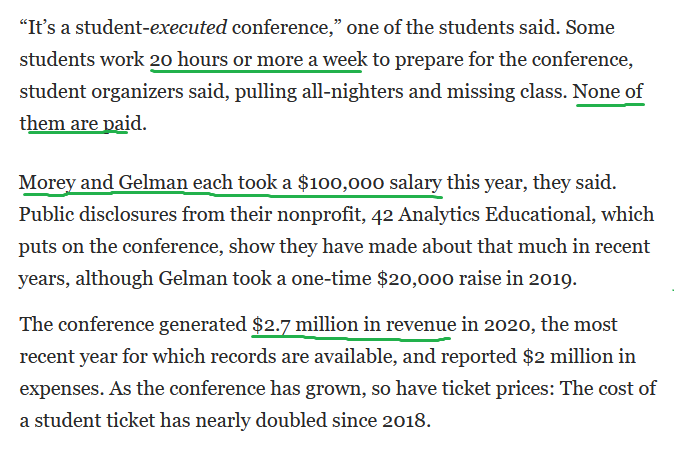 “It’s a student-executed conference,” one of the students said. Some
students work 20 hours or more a week to prepare for the conference,
student organizers said, pulling all-nighters and missing class. None of
them are paid.
Morey and Gelman each took a $100,000 salary this year, they said.
Public disclosures from their nonprofit, 42 Analytics Educational, which
puts on the conference, show they have made about that much in recent
years, although Gelman took a one-time $20,000 raise in 2019.
The conference generated $2.7 million in revenue in 2020, the most
recent year for which records are available, and reported $2 million in
expenses. As the conference has grown, so have ticket prices: The cost of
a student ticket has nearly doubled since 2018.